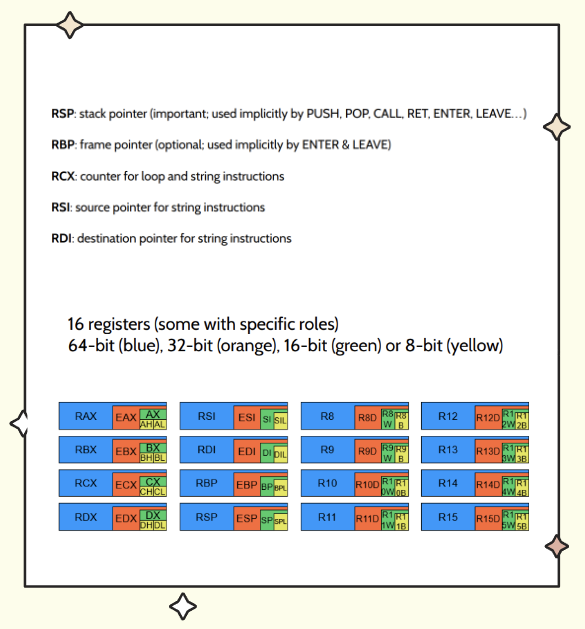 RSP: stack pointer (important; used implicitly by PUSH, POP, CALL, RET, ENTER, LEAVE...)
RBP: frame pointer (optional; used implicitly by ENTER & LEAVE)
RCX: counter for loop and string instructions
RSI: source pointer for string instructions
RDI: destination pointer for string instructions
16 registers (some with specific roles)
64-bit (blue), 32-bit (orange), 16-bit (green) or 8-bit (yellow)
RAX EAX AX AH AL RSI ESI SI SIL R8 R8D R8W R8B R12 R12D R12W R12B
RBX EBX BX BH BL RDI EDI DI DIL R9 R9D R9W R9B R13 R13D R13W R13B
RCX ECX CX CH CL RBP EBP BP BPL R10 R10D R10W R10B R14 R14D R14W R14B
RDX EDX DX DH DL RSP ESP SP SPL R11 R11D R11W R11B R15 R15D R15W R15B